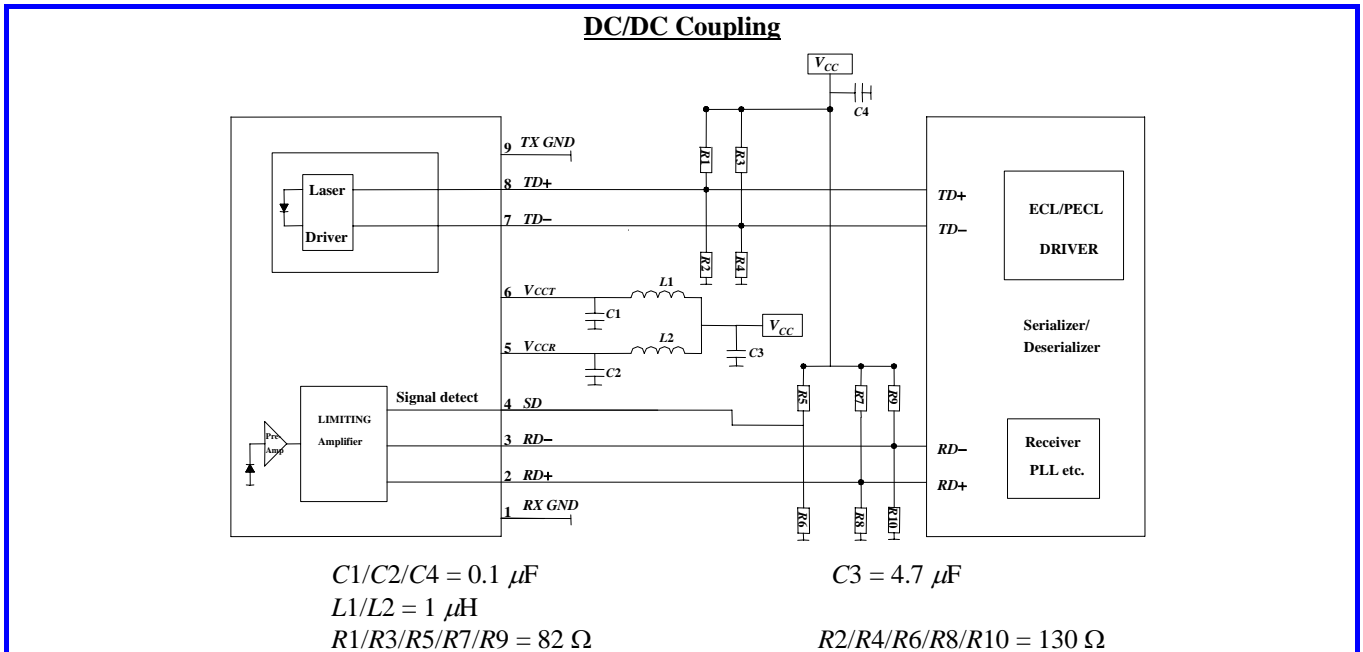 DC/DC Coupling
VCC
C4
9 TX GND
R1
R3
8 TD+
TD+
Laser
Driver
ECL/PECL
DRIVER
7 TD−
TD−
R2
R4
6 VCCT
L1
C1
VCC
Serializer/
Deserializer
5 VCCR
L2
C2
C3
R5
R7
R9
Signal detect
4 SD
LIMITING
Amplifier
Pre-
Amp
3 RD−
RD−
Receiver
PLL etc.
2 RD+
RD+
1 RX GND
R6
R8
R10
C1/C2/C4 = 0.1 μF
C3 = 4.7 μF
L1/L2 = 1 μH
R1/R3/R5/R7/R9 = 82 Ω
R2/R4/R6/R8/R10 = 130 Ω